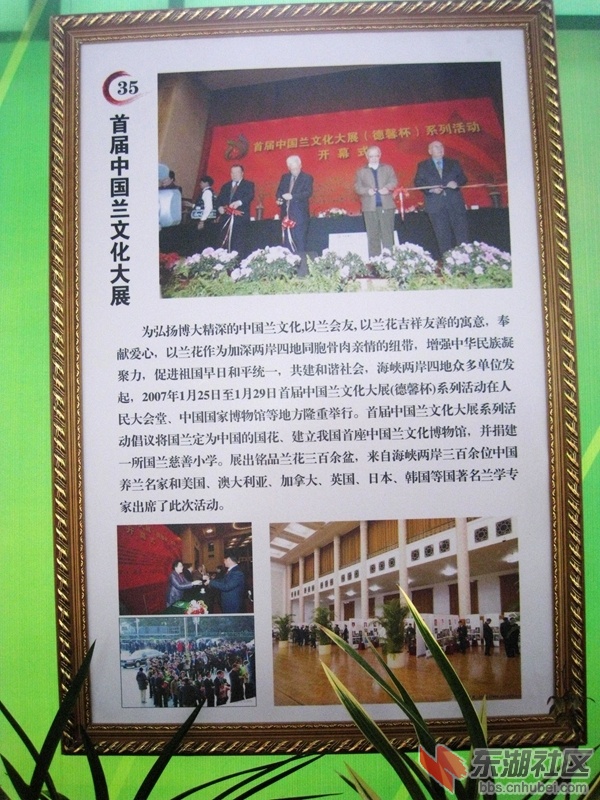 35
首届中国兰文化大展
首届中国兰文化大展（德馨杯）系列活动
开幕式
为弘扬博大精深的中国兰文化,以兰会友,以兰花吉祥友善的寓意，奉
献爱心，以兰花作为加深两岸四地同胞骨肉亲情的纽带，增强中华民族凝
聚力，促进祖国早日和平统一，共建和谐社会，海峡两岸四地众多单位发
起，2007年1月25日至1月29日首届中国兰文化大展(德馨杯)系列活动在人
民大会堂、中国国家博物馆等地方隆重举行。首届中国兰文化大展系列活
动倡议将国兰定为中国的国花、建立我国首座中国兰文化博物馆，并捐建
一所国兰慈善小学。展出铭品兰花三百余盆，来自海峡两岸三百余位中国
养兰名家和美国、澳大利亚、加拿大、英国、日本、韩国等国著名兰学专
家出席了此次活动。
东湖社区
bbs.cnhubei.com